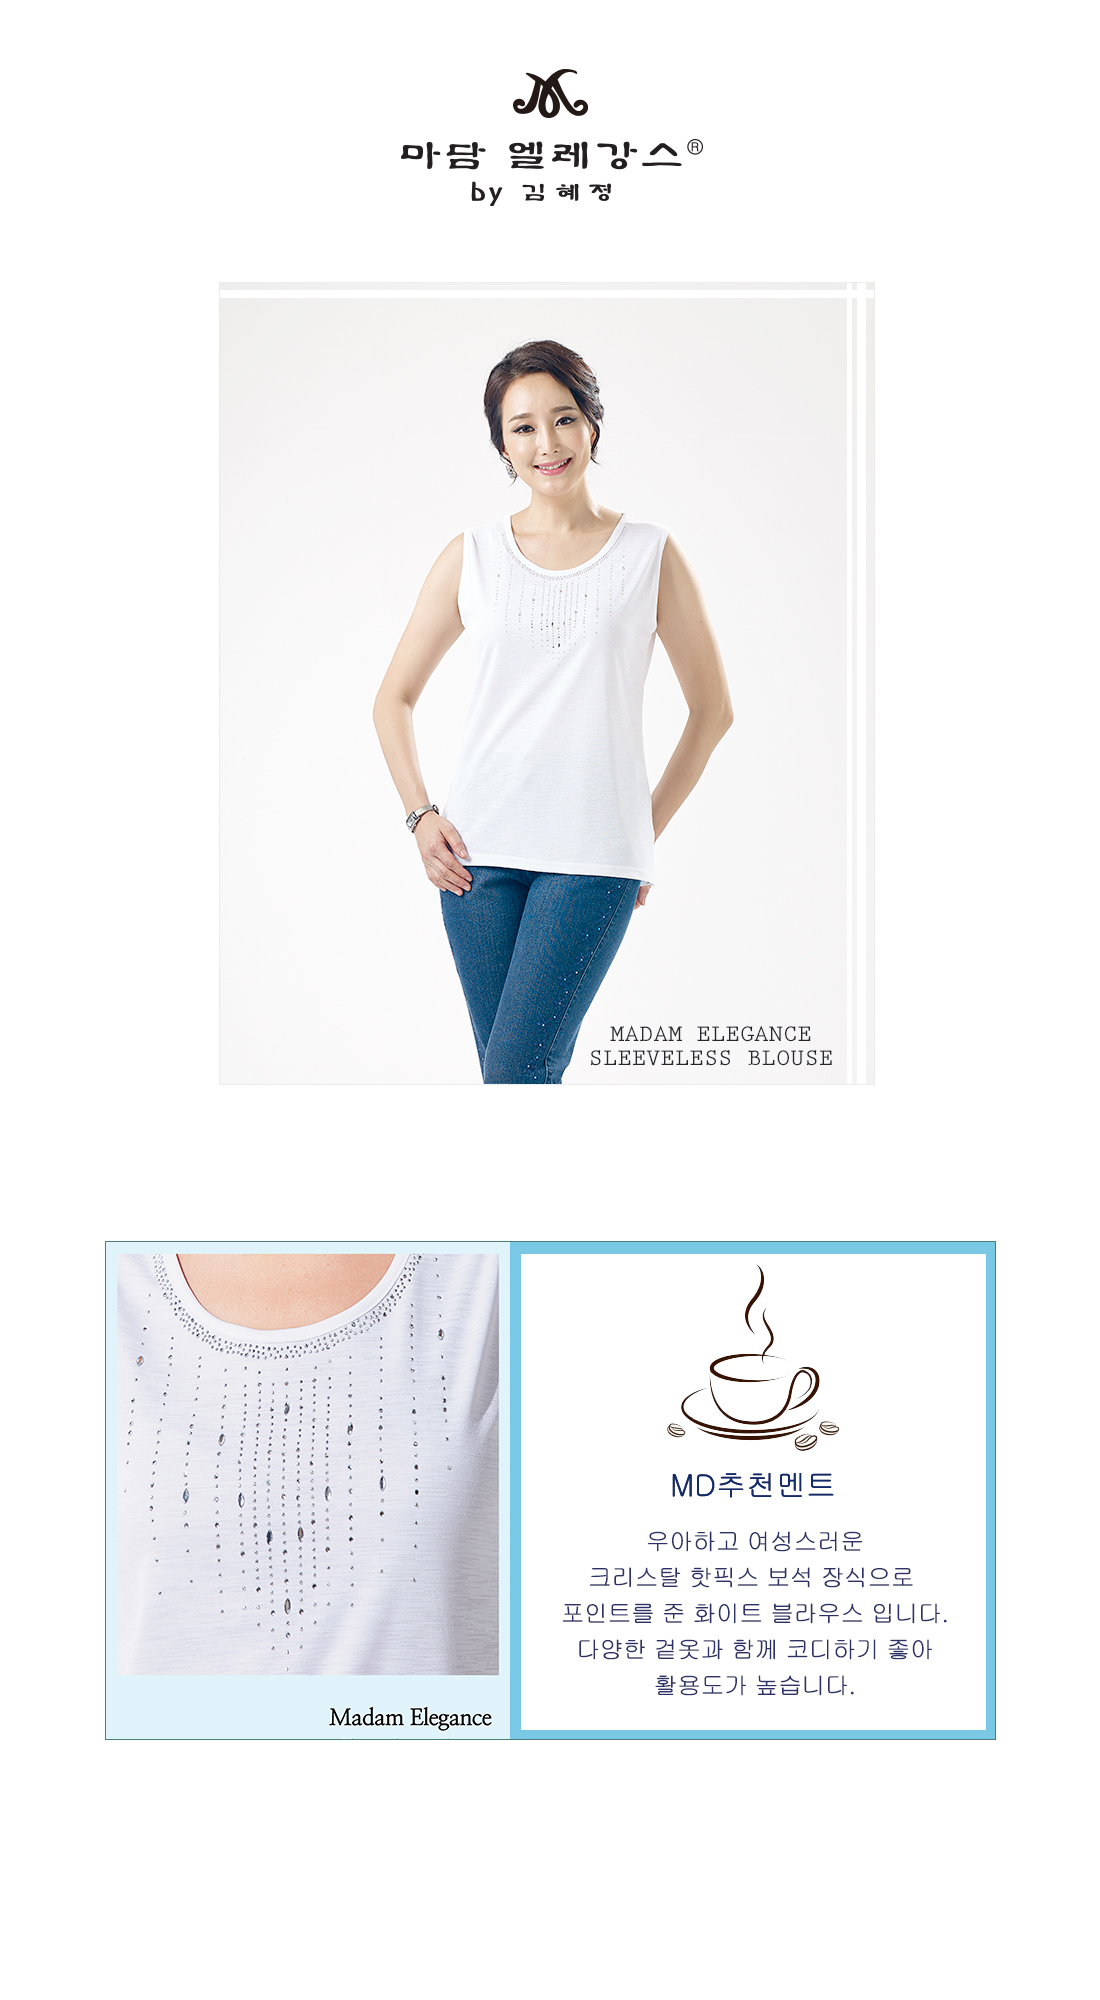 마담 엘레강스®
by 김혜정
MADAM ELEGANCE
SLEEVELESS BLOUSE
Madam Elegance
MD추천멘트
우아하고 여성스러운
크리스탈 핫픽스 보석 장식으로
포인트를 준 화이트 블라우스 입니다.
다양한 겉옷과 함께 코디하기 좋아
활용도가 높습니다.